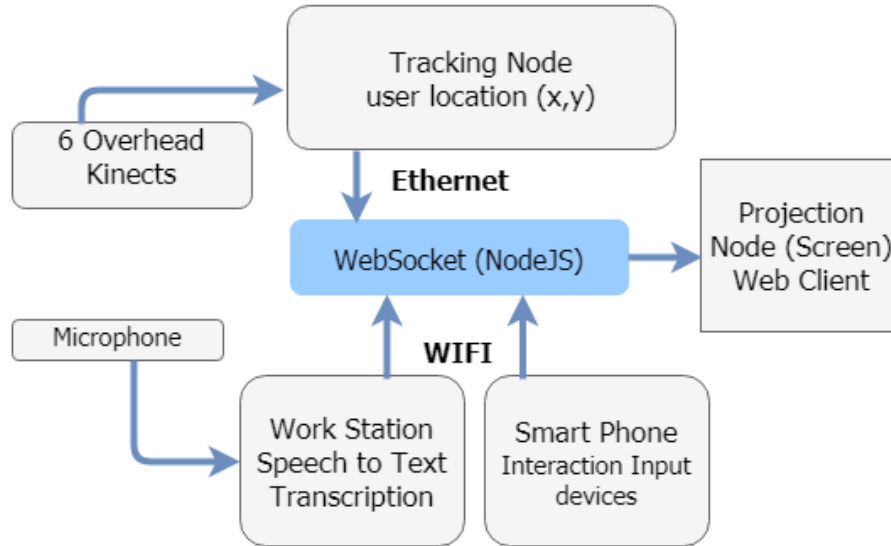 Tracking Node
user location (x,y)
6 Overhead
Kinects
Ethernet
Projection
Node (Screen)
Web Client
WebSocket (NodeJS)
Microphone
WIFI
Work Station
Speech to Text
Transcription
Smart Phone
Interaction Input
devices